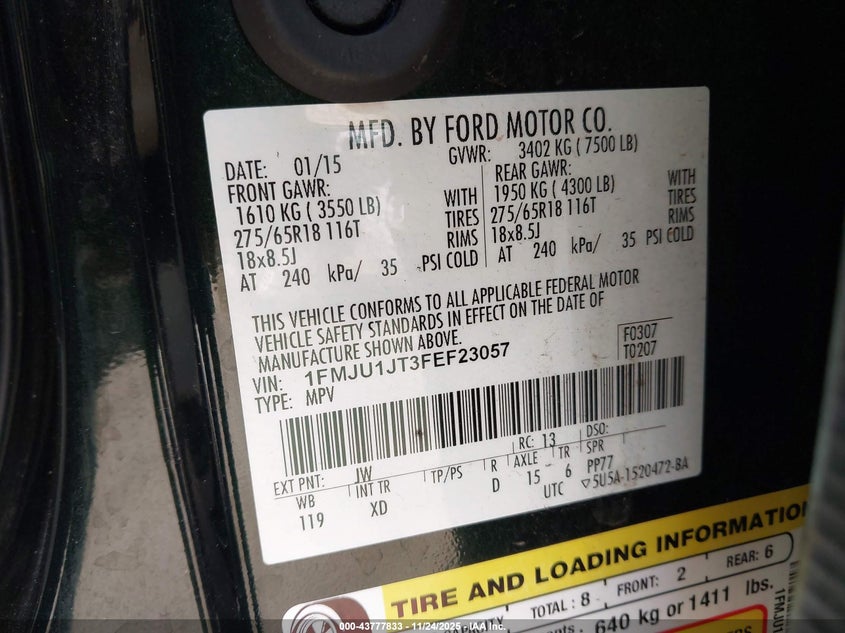 MFD. BY FORD MOTOR CO.
DATE: 01/15 GVWR: 3402 KG ( 7500 LB)
FRONT GAWR: REAR GAWR:
1610 KG ( 3550 LB) WITH 1950 KG ( 4300 LB) WITH
275/65R18 116T TIRES 275/65R18 116T TIRES
18x8.5J RIMS 18x8.5J RIMS
AT 240 kPa/ 35 PSI COLD AT 240 kPa/ 35 PSI COLD
THIS VEHICLE CONFORMS TO ALL APPLICABLE FEDERAL MOTOR
VEHICLE SAFETY STANDARDS IN EFFECT ON THE DATE OF
MANUFACTURE SHOWN ABOVE.
F0307
T0207
VIN: 1FMJU1JT3FEF23057
TYPE: MPV
EXT PNT: JW RC: 13 DSO:
WB INT TR TP/PS R AXLE TR SPR
119 XD D 15 6 PP77
UTC ▽5U5A-1520472-BA
TIRE AND LOADING INFORMATION
TOTAL : 8 FRONT: 2 REAR: 6
640 kg or 1411 lbs.
000-43777833 - 11/24/2025 -